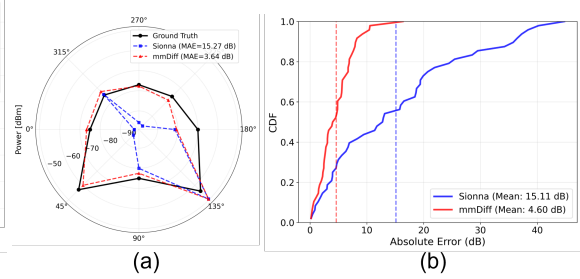 270°
Ground Truth
Sionna (MAE=15.27 dB)
mmDiff (MAE=3.64 dB)
315°
Power [dBm]
0°
180°
−90
−80
−70
−60
−50
45°
135°
90°
(a)
(b)
1.0
0.8
0.6
0.4
0.2
0.0
CDF
Sionna (Mean: 15.11 dB)
mmDiff (Mean: 4.60 dB)
0
10
20
30
40
Absolute Error (dB)